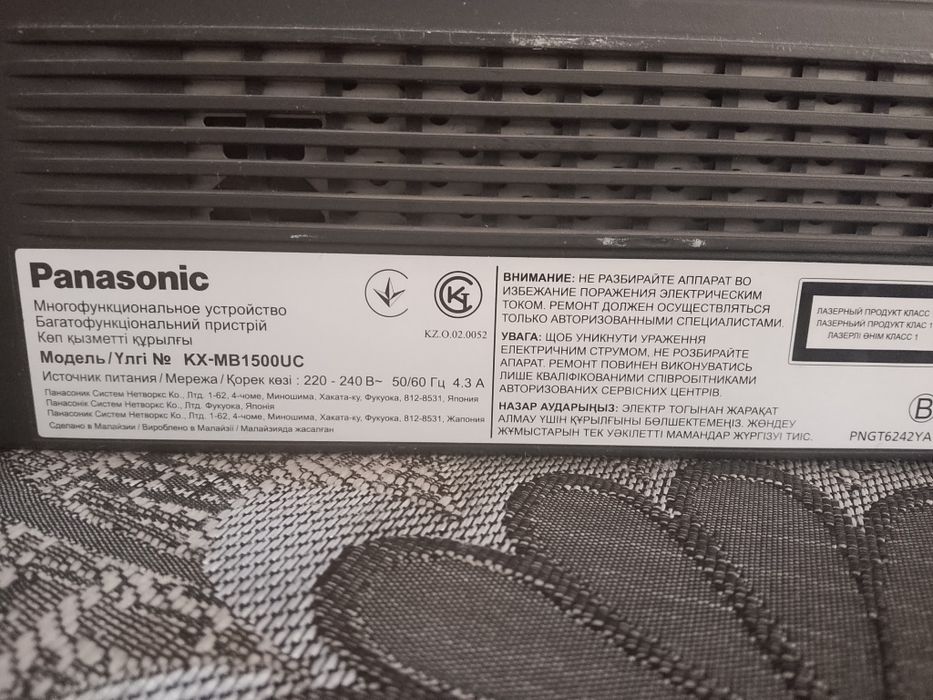 Panasonic
Многофункциональное устройство
Багатофункціональний пристрій
Көп қызметті құрылғы
Модель/Үлгі № KX-MB1500UC
Источник питания / Мережа / Қорек көзі : 220 - 240 В~ 50/60 Гц 4.3 А
Панасоник Систем Нетворкс Ко., Лтд. 1-62, 4-чоме, Миношима, Хаката-ку, Фукуока, 812-8531, Япония
Панасонік Систем Нетворкс Ко., Лтд. Фукуока, Японія
Панасоник Систем Нетворкс Ко., Лтд. 1-62, 4-чоме, Миношима, Хаката-ку, Фукуока, 812-8531, Жапония
Сделано в Малайзии / Вироблено в Малайзії / Малайзияда жасалған
KZ.O.02.0052
ВНИМАНИЕ: НЕ РАЗБИРАЙТЕ АППАРАТ ВО
ИЗБЕЖАНИЕ ПОРАЖЕНИЯ ЭЛЕКТРИЧЕСКИМ
ТОКОМ. РЕМОНТ ДОЛЖЕН ОСУЩЕСТВЛЯТЬСЯ
ТОЛЬКО АВТОРИЗОВАННЫМИ СЕРВИСНЫМИ ЦЕНТРАМИ.
УВАГА: ЩОБ УНИКНУТИ УРАЖЕННЯ
ЕЛЕКТРИЧНИМ СТРУМОМ, НЕ РОЗБИРАЙТЕ
АПАРАТ. РЕМОНТ ПОВИНЕН ВИКОНУВАТИСЬ
ЛИШЕ КВАЛІФІКОВАНИМИ СПІВРОБІТНИКАМИ
АВТОРИЗОВАНИХ СЕРВІСНИХ ЦЕНТРІВ.
НАЗАР АУДАРЫҢЫЗ: ЭЛЕКТР ТОГЫНАН ЖАРАҚАТ
АЛМАУ ҮШІН ҚҰРЫЛҒЫНЫ БӨЛШЕКТЕМЕҢІЗ. ЖӨНДЕУ
ЖҰМЫСТАРЫН ТЕК УӘКІЛЕТТІ МАМАНДАР ЖҮРГІЗУІ ТИІС.
ЛАЗЕРНЫЙ ПРОДУКТ КЛАСС
ЛАЗЕРНЫЙ ПРОДУКТ КЛАС 1
ЛАЗЕРЛІ ӨНІМ КЛАСС 1
B
PNGT6242YA